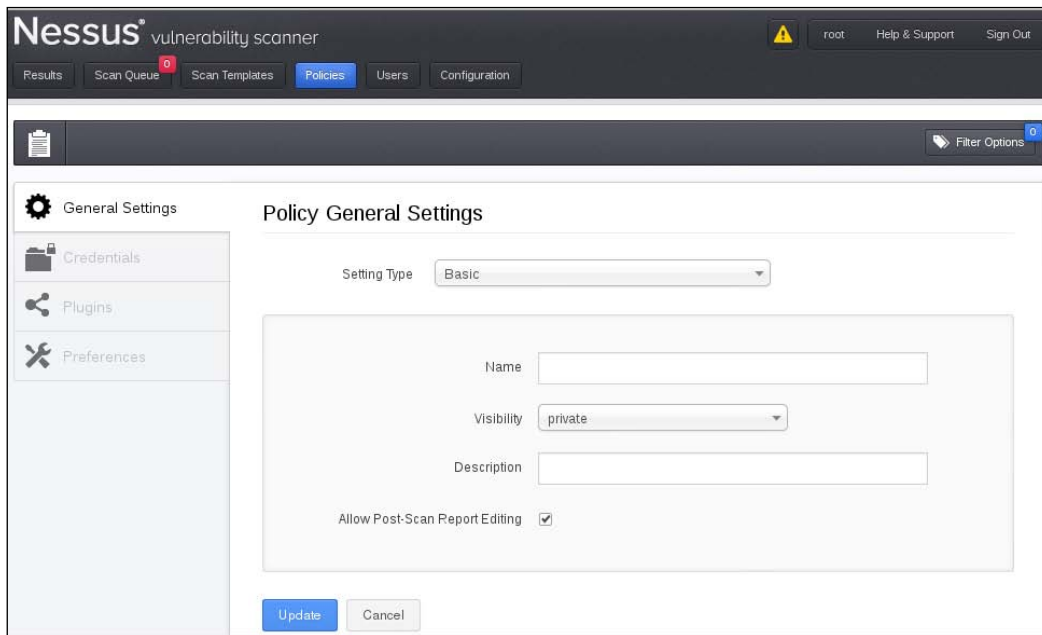 Nessus® vulnerability scanner
root Help & Support Sign Out
Results Scan Queue 0 Scan Templates Policies Users Configuration
Filter Options 0
General Settings
Credentials
Plugins
Preferences
Policy General Settings
Setting Type Basic
Name
Visibility private
Description
Allow Post-Scan Report Editing
Update Cancel